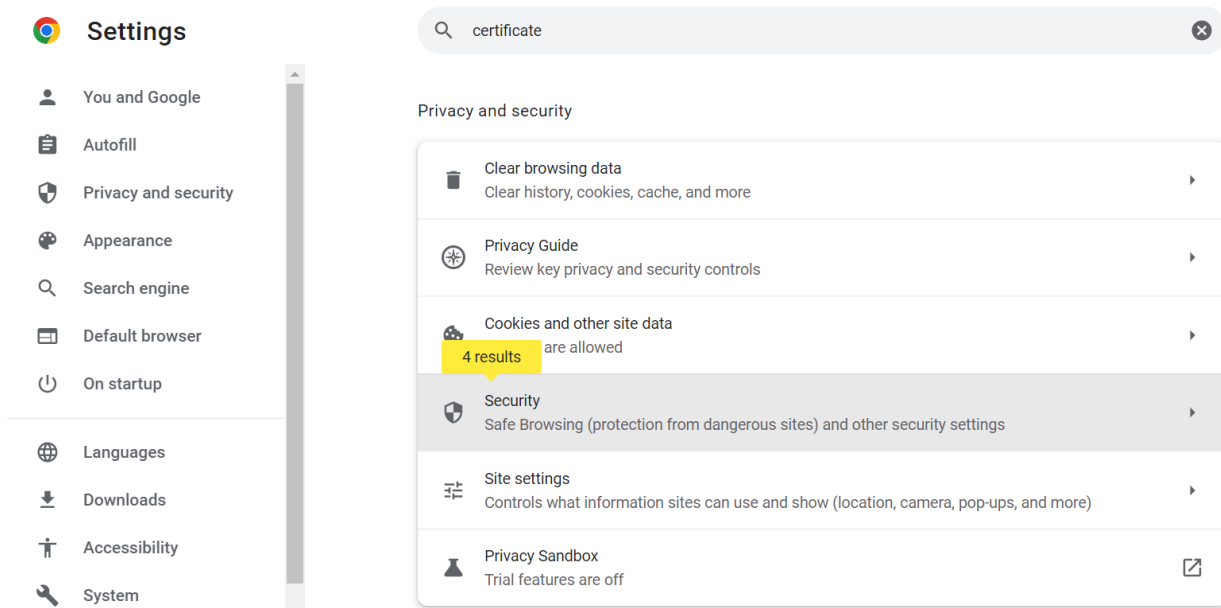 Settings
certificate
You and Google
Autofill
Privacy and security
Appearance
Search engine
Default browser
On startup
Languages
Downloads
Accessibility
System
Privacy and security
Clear browsing data
Clear history, cookies, cache, and more
Privacy Guide
Review key privacy and security controls
Cookies and other site data
are allowed
4 results
Security
Safe Browsing (protection from dangerous sites) and other security settings
Site settings
Controls what information sites can use and show (location, camera, pop-ups, and more)
Privacy Sandbox
Trial features are off